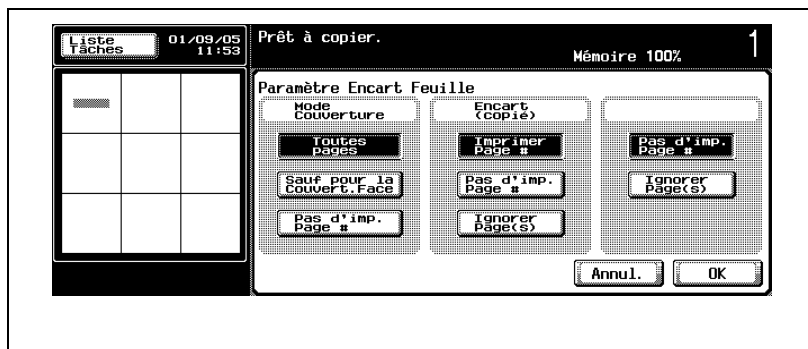 Liste
Tâches
01/09/05
11:53
Prêt à copier.
Mémoire 100%
1
Paramètre Encart Feuille
Mode
Couverture
Toutes
pages
Sauf pour la
Couvert.Face
Pas d'imp.
Page #
Encart
(copié)
Imprimer
Page #
Pas d'imp.
Page #
Ignorer
Page(s)
Pas d'imp.
Page #
Ignorer
Page(s)
Annul.
OK